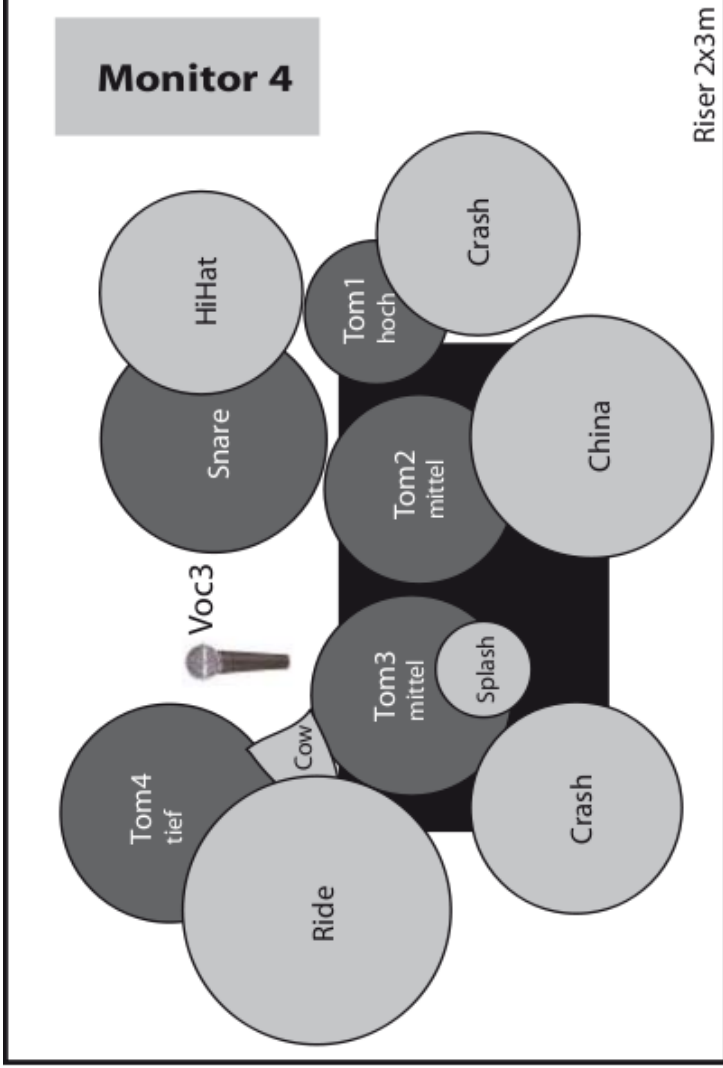 Monitor 4
Riser 2x3m
HiHat
Crash
Tom1
hoch
Snare
Tom2
mittel
China
Voc3
Tom3
mittel
Splash
Cow
Tom4
tief
Ride
Crash